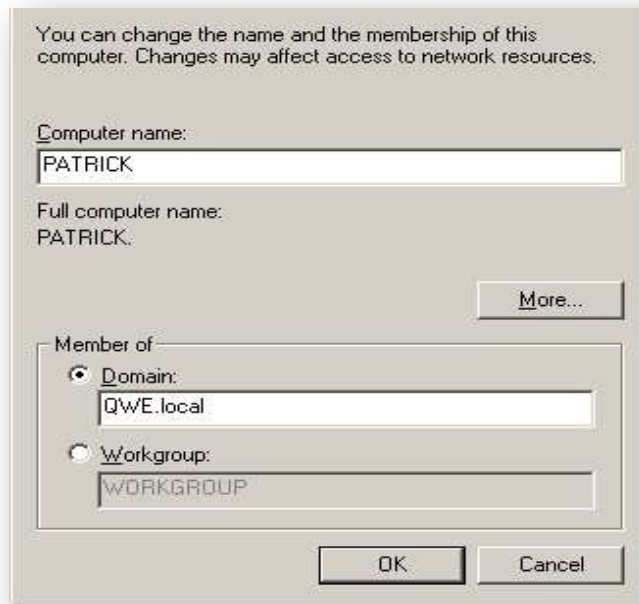 You can change the name and the membership of this
computer. Changes may affect access to network resources.
Computer name:
PATRICK
Full computer name:
PATRICK.
More...
Member of
Domain:
QWE.local
Workgroup:
WORKGROUP
OK
Cancel